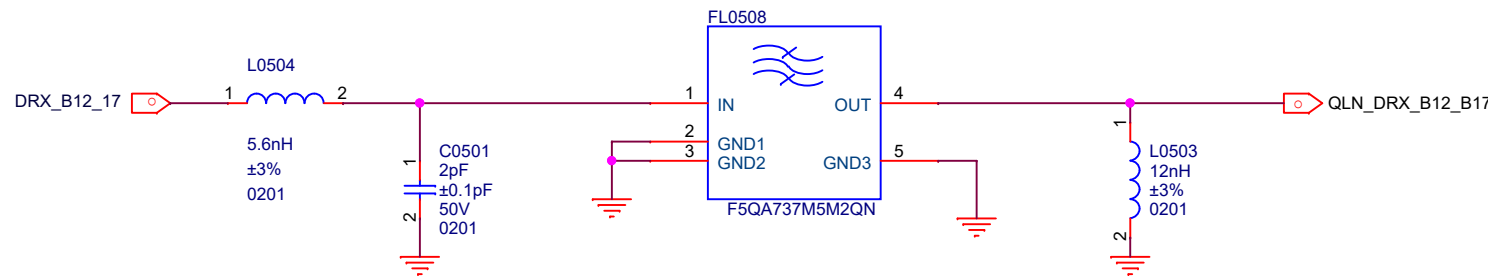 FL0508
L0504
DRX_B12_17
1
2
1
IN
OUT
4
QLN_DRX_B12_B17
2
GND1
3
GND2
GND3
5
5.6nH
±3%
0201
1
C0501
2pF
±0.1pF
50V
0201
2
F5QA737M5M2QN
1
L0503
12nH
±3%
0201
2